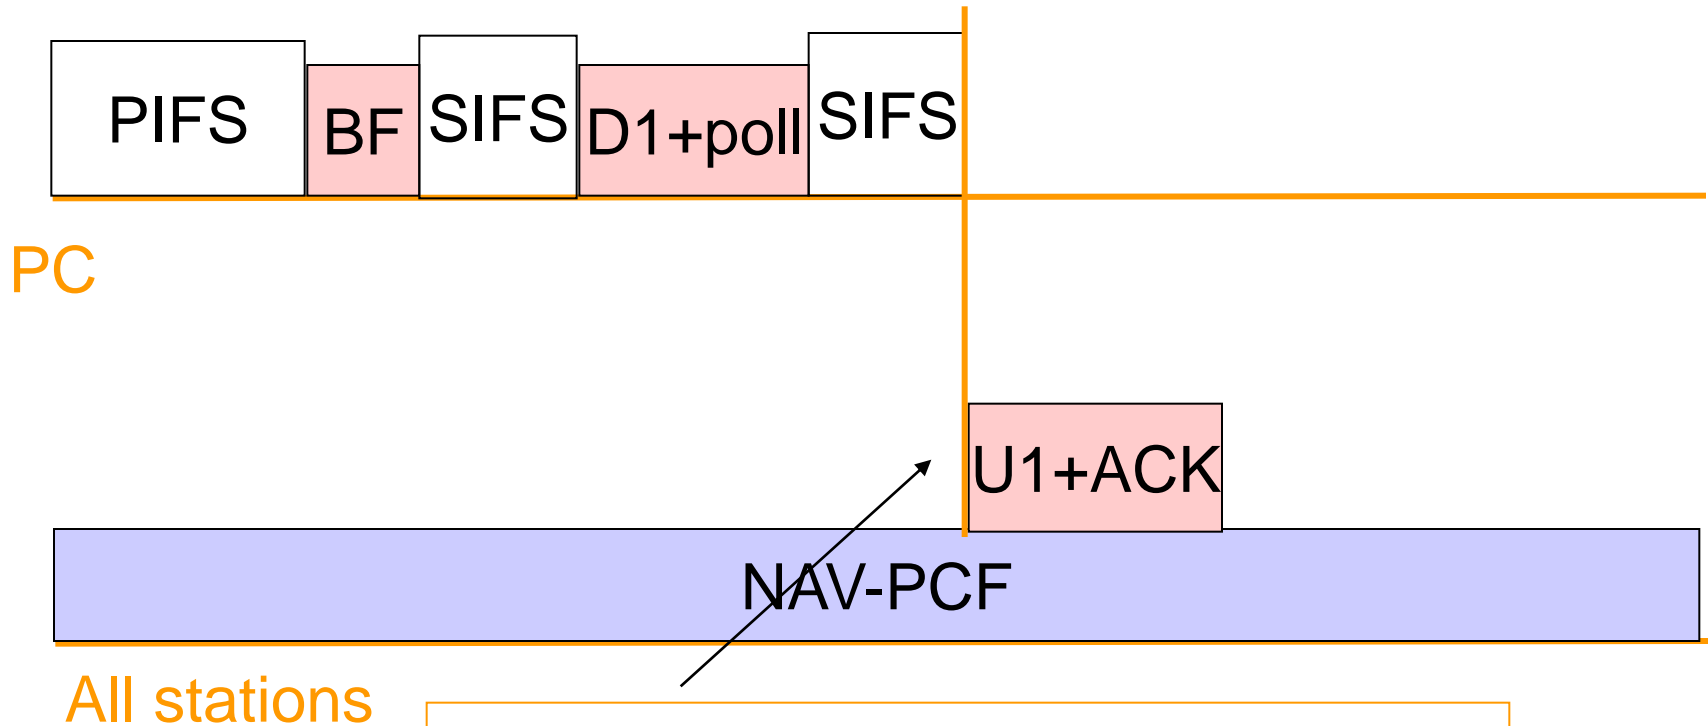 PIFS BF SIFS D1+poll SIFS
PC
U1+ACK
NAV-PCF
All stations